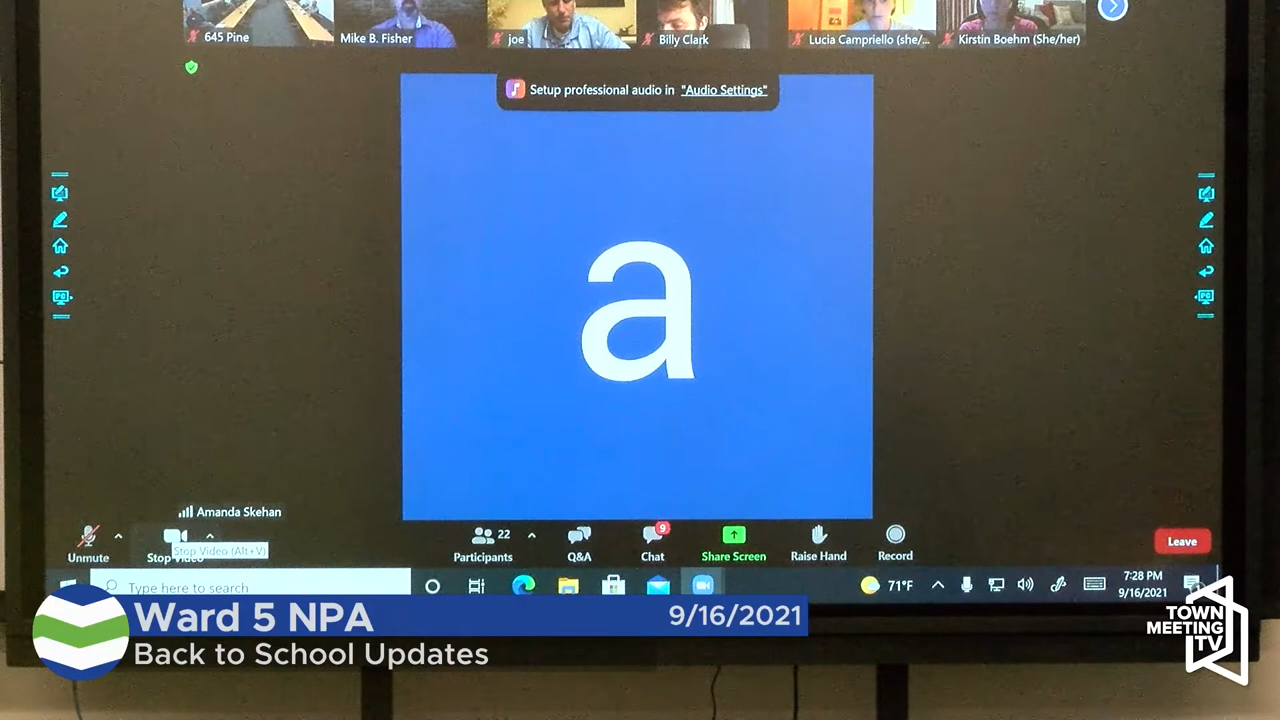 645 Pine
Mike B. Fisher
joe
Billy Clark
Lucia Campriello (she/...
Kirstin Boehm (She/her)
Setup professional audio in "Audio Settings"
a
PC
PC
Amanda Skehan
Unmute
Stop Video
Stop Video (Alt+V)
22
Participants
Q&A
9
Chat
Share Screen
Raise Hand
Record
Leave
Type here to search
71°F
7:28 PM
9/16/2021
Ward 5 NPA
9/16/2021
Back to School Updates
TOWN
MEETING
TV